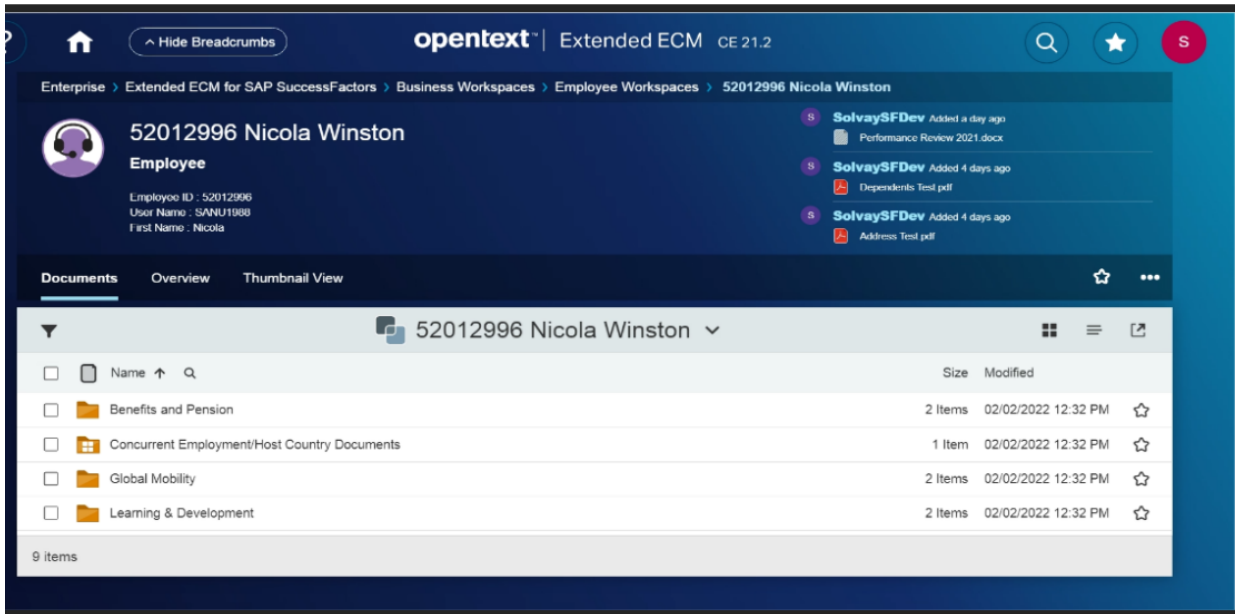 ?
Hide Breadcrumbs
opentext™ | Extended ECM CE 21.2
S
Enterprise > Extended ECM for SAP SuccessFactors > Business Workspaces > Employee Workspaces > 52012996 Nicola Winston
52012996 Nicola Winston
Employee
Employee ID : 52012996
User Name : SANU1988
First Name : Nicola
S SolvaySFDev Added a day ago
Performance Review 2021.docx
S SolvaySFDev Added 4 days ago
Dependents Test.pdf
S SolvaySFDev Added 4 days ago
Address Test.pdf
Documents Overview Thumbnail View
52012996 Nicola Winston
Name Size Modified
Benefits and Pension 2 Items 02/02/2022 12:32 PM
Concurrent Employment/Host Country Documents 1 Item 02/02/2022 12:32 PM
Global Mobility 2 Items 02/02/2022 12:32 PM
Learning & Development 2 Items 02/02/2022 12:32 PM
9 items